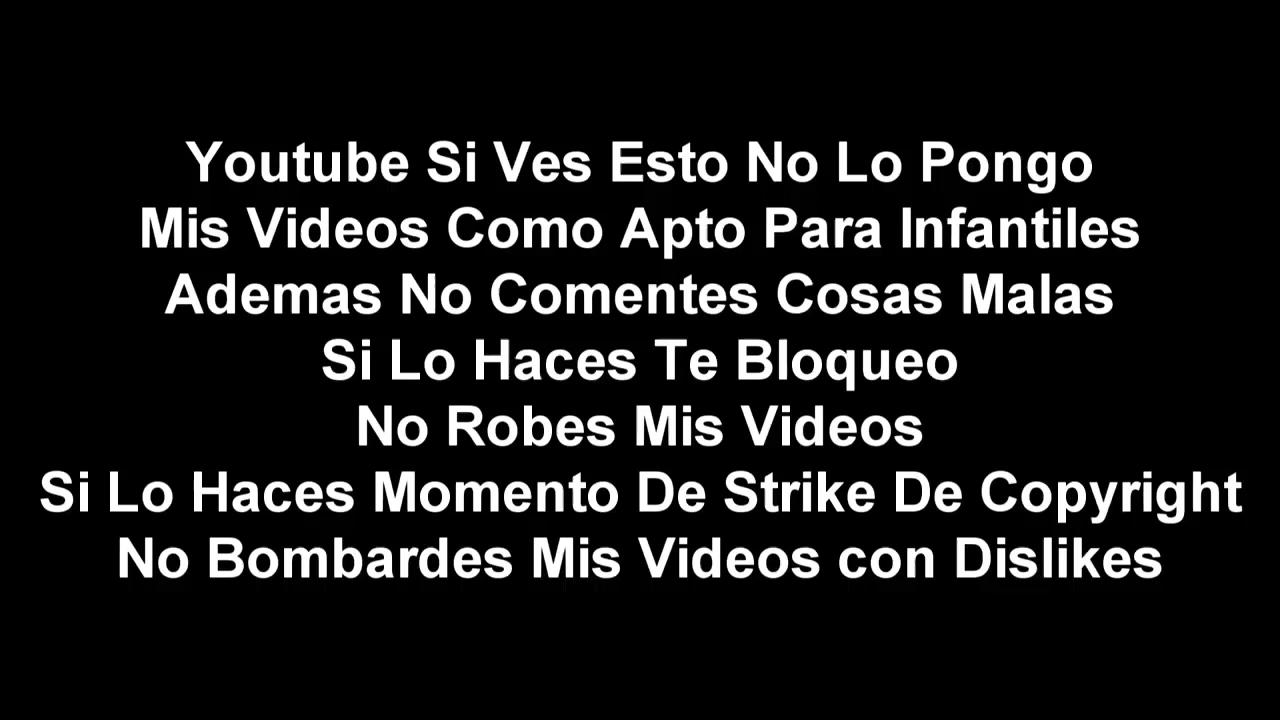 Youtube Si Ves Esto No Lo Pongo
Mis Videos Como Apto Para Infantiles
Ademas No Comentes Cosas Malas
Si Lo Haces Te Bloqueo
No Robes Mis Videos
Si Lo Haces Momento De Strike De Copyright
No Bombardes Mis Videos con Dislikes